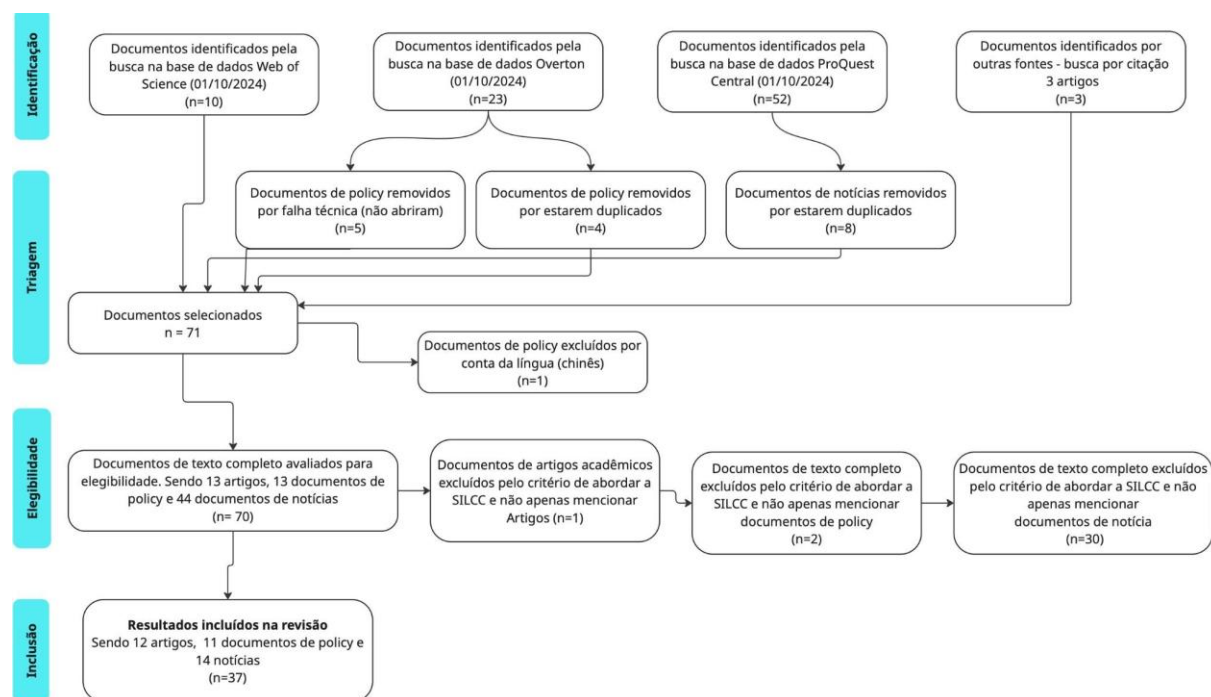 Identificação
Documentos identificados pela
busca na base de dados Web of
Science (01/10/2024)
(n=10)
Documentos identificados pela
busca na base de dados Overton
(01/10/2024)
(n=23)
Documentos identificados pela
busca na base de dados ProQuest
Central (01/10/2024)
(n=52)
Documentos identificados por
outras fontes - busca por citação
3 artigos
(n=3)
Triagem
Documentos de policy removidos
por falha técnica (não abriram)
(n=5)
Documentos de policy removidos
por estarem duplicados
(n=4)
Documentos de notícias removidos
por estarem duplicados
(n=8)
Documentos selecionados
n = 71
Documentos de policy excluídos por
conta da língua (chinês)
(n=1)
Elegibilidade
Documentos de texto completo avaliados para
elegibilidade. Sendo 13 artigos, 13 documentos de
policy e 44 documentos de notícias
(n= 70)
Documentos de artigos acadêmicos
excluídos pelo critério de abordar a
SILCC e não apenas mencionar
Artigos (n=1)
Documentos de texto completo
excluídos pelo critério de abordar a
SILCC e não apenas mencionar
documentos de policy
(n=2)
Documentos de texto completo excluídos
pelo critério de abordar a SILCC e não
apenas mencionar
documentos de notícia
(n=30)
Inclusão
Resultados incluídos na revisão
Sendo 12 artigos, 11 documentos de policy e
14 notícias
(n=37)